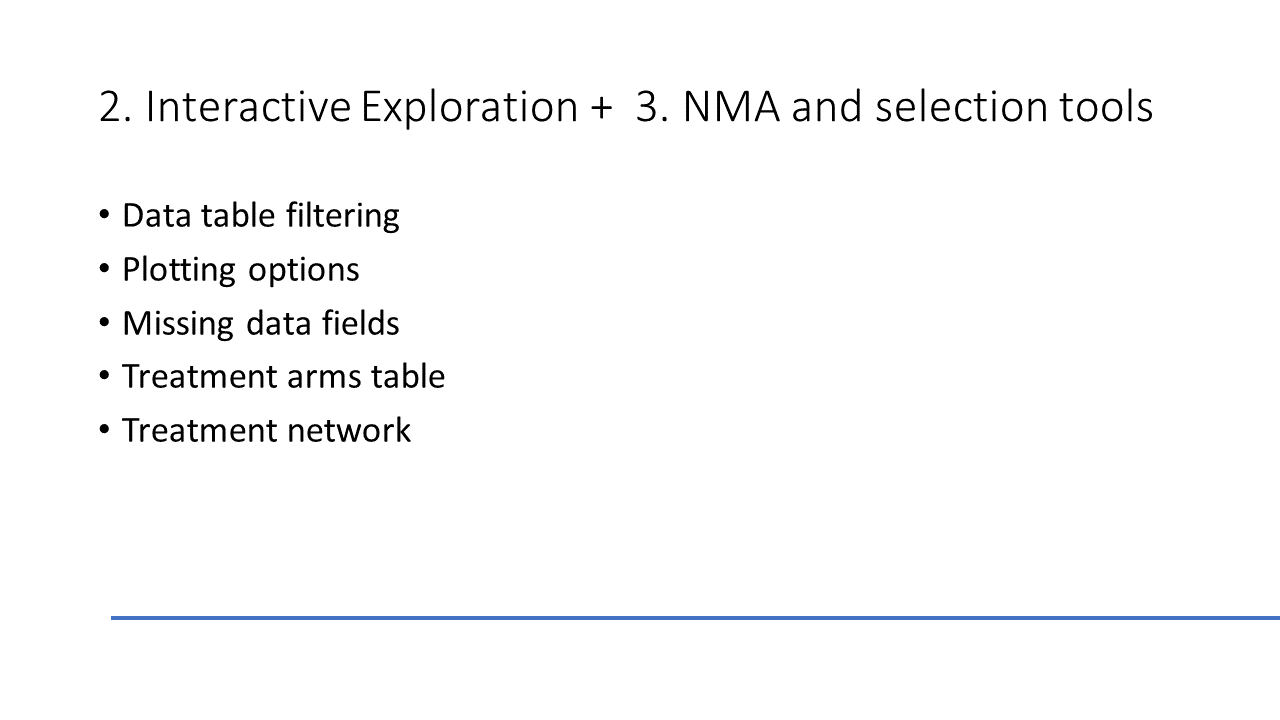 2. Interactive Exploration + 3. NMA and selection tools
• Data table filtering
• Plotting options
• Missing data fields
• Treatment arms table
• Treatment network